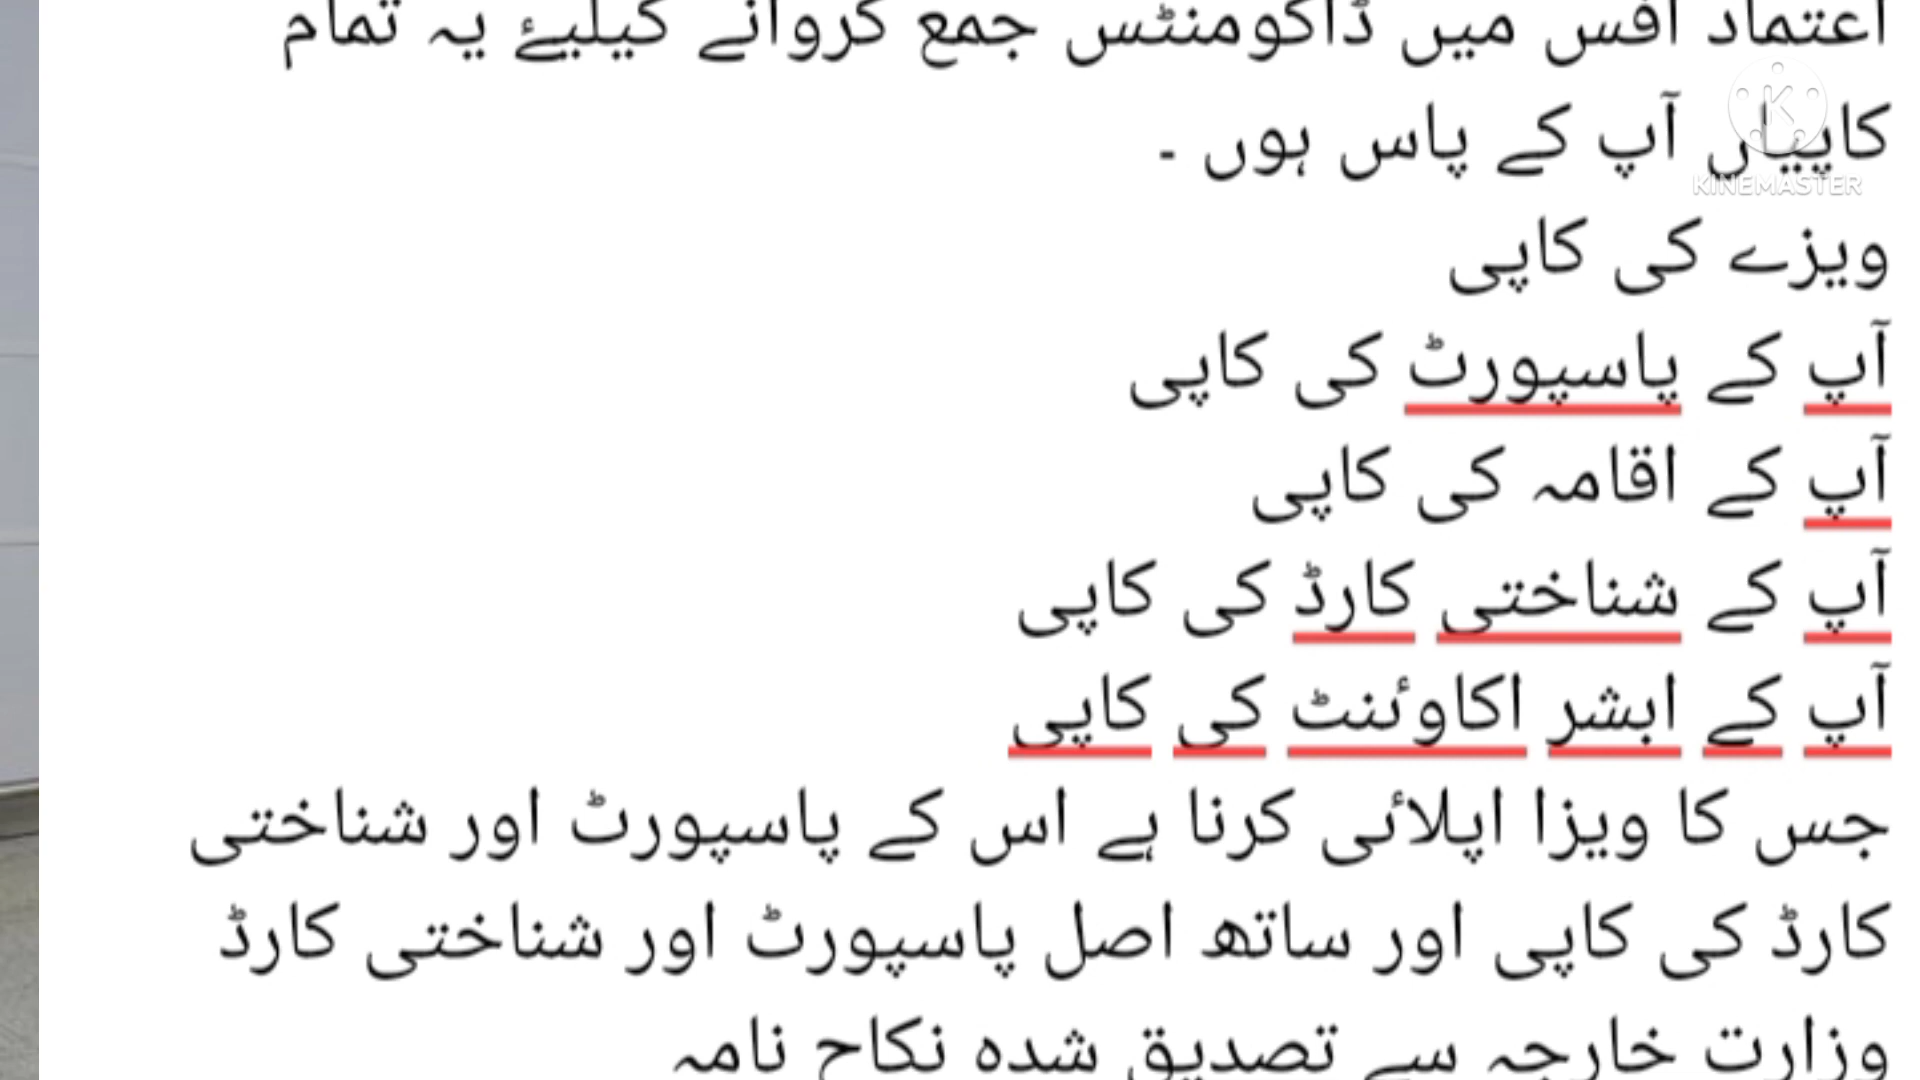 اعتماد آفس میں ڈاکومنٹس جمع کروانے کیلیۓ یہ تمام
کاپیاں آپ کے پاس ہوں ۔
KINEMASTER
ویزے کی کاپی
آپ کے پاسپورٹ کی کاپی
آپ کے اقامہ کی کاپی
آپ کے شناختی کارڈ کی کاپی
آپ کے ابشر اکاوٴنٹ کی کاپی
جس کا ویزا اپلائی کرنا ہے اس کے پاسپورٹ اور شناختی
کارڈ کی کاپی اور ساتھ اصل پاسپورٹ اور شناختی کارڈ
وزارت خارجہ سے تصدیق شدہ نکاح نامہ